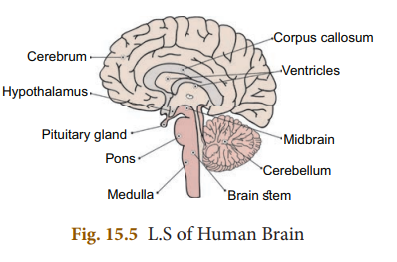 Corpus callosum
Cerebrum
Ventricles
Hypothalamus
Pituitary gland
Midbrain
Pons
Cerebellum
Medulla
Brain stem
Fig. 15.5 L.S of Human Brain